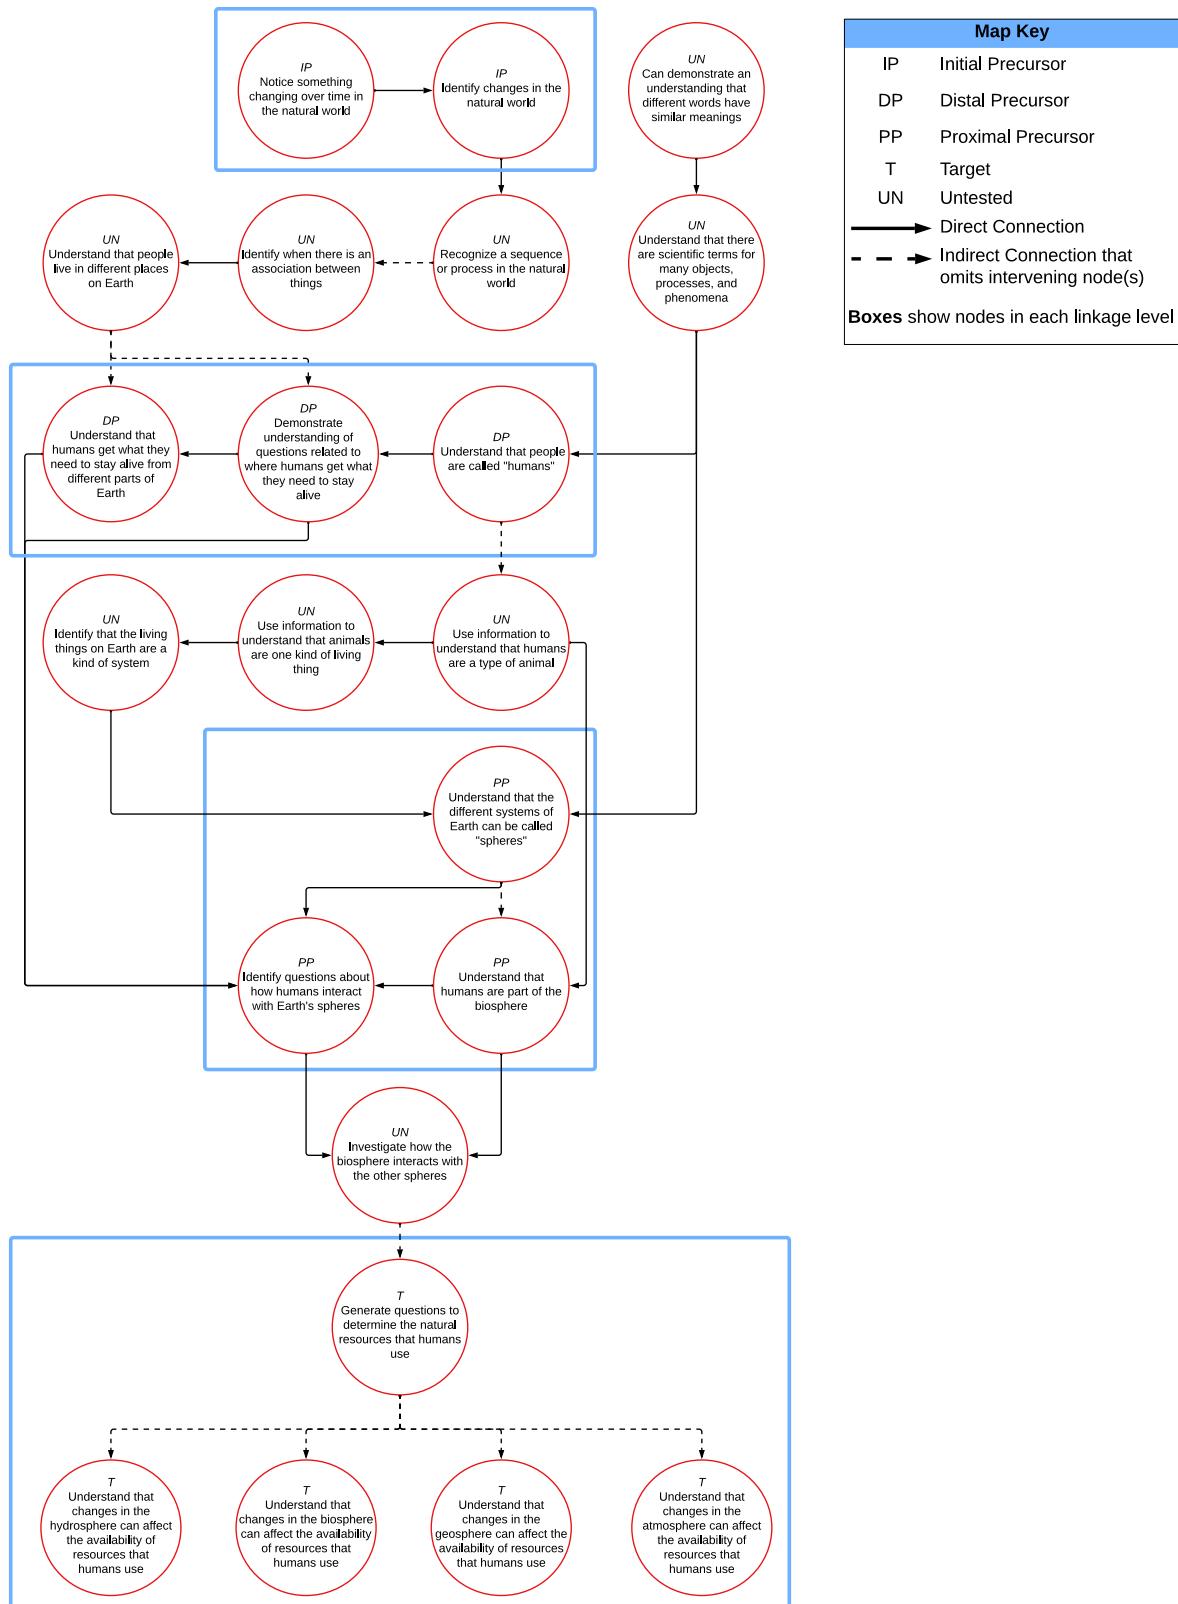 IP
Notice something
changing over time in
the natural world
IP
Identify changes in the
natural world
UN
Can demonstrate an
understanding that
different words have
similar meanings
Map Key
IP Initial Precursor
DP Distal Precursor
PP Proximal Precursor
T Target
UN Untested
Direct Connection
Indirect Connection that
omits intervening node(s)
Boxes show nodes in each linkage level
UN
Understand that people
live in different places
on Earth
UN
Identify when there is an
association between
things
UN
Recognize a sequence
or process in the natural
world
UN
Understand that there
are scientific terms for
many objects,
processes, and
phenomena
DP
Understand that
humans get what they
need to stay alive from
different parts of
Earth
DP
Demonstrate
understanding of
questions related to
where humans get what
they need to stay
alive
DP
Understand that people
are called "humans"
UN
Identify that the living
things on Earth are a
kind of system
UN
Use information to
understand that animals
are one kind of living
thing
UN
Use information to
understand that humans
are a type of animal
PP
Understand that the
different systems of
Earth can be called
"spheres"
PP
Identify questions about
how humans interact
with Earth's spheres
PP
Understand that
humans are part of the
biosphere
UN
Investigate how the
biosphere interacts with
the other spheres
T
Generate questions to
determine the natural
resources that humans
use
T
Understand that
changes in the
hydrosphere can affect
the availability of
resources that
humans use
T
Understand that
changes in the biosphere
can affect the availability
of resources that
humans use
T
Understand that
changes in the
geosphere can affect the
availability of resources
that humans use
T
Understand that
changes in the
atmosphere can affect
the availability of
resources that
humans use